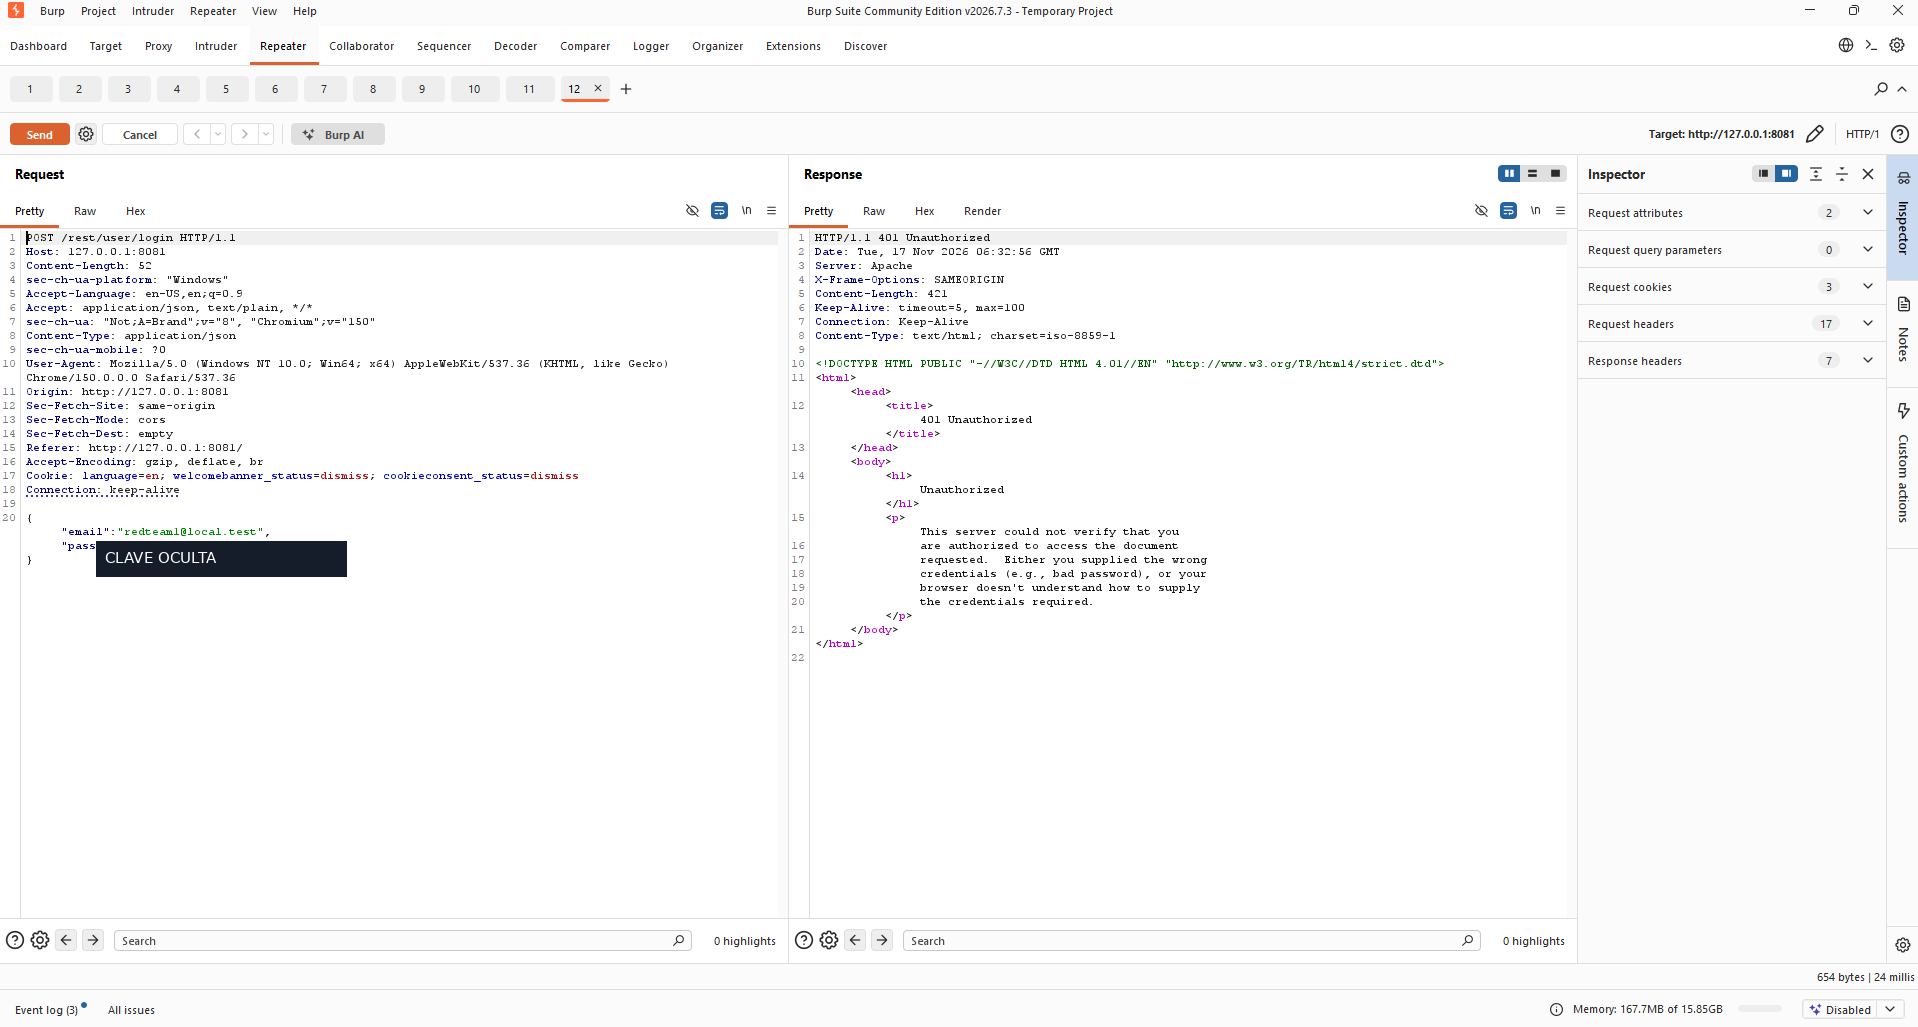 Burp Project Intruder Repeater View Help
Burp Suite Community Edition v2026.7.3 - Temporary Project
Dashboard Target Proxy Intruder Repeater Collaborator Sequencer Decoder Comparer Logger Organizer Extensions Discover
1 2 3 4 5 6 7 8 9 10 11 12
Send Cancel Burp AI
Target: http://127.0.0.1:8081 HTTP/1
Request
Pretty Raw Hex \n
1 POST /rest/user/login HTTP/1.1
2 Host: 127.0.0.1:8081
3 Content-Length: 52
4 sec-ch-ua-platform: "Windows"
5 Accept-Language: en-US,en;q=0.9
6 Accept: application/json, text/plain, */*
7 sec-ch-ua: "Not;A=Brand";v="8", "Chromium";v="150"
8 Content-Type: application/json
9 sec-ch-ua-mobile: ?0
10 User-Agent: Mozilla/5.0 (Windows NT 10.0; Win64; x64) AppleWebKit/537.36 (KHTML, like Gecko)
Chrome/150.0.0.0 Safari/537.36
11 Origin: http://127.0.0.1:8081
12 Sec-Fetch-Site: same-origin
13 Sec-Fetch-Mode: cors
14 Sec-Fetch-Dest: empty
15 Referer: http://127.0.0.1:8081/
16 Accept-Encoding: gzip, deflate, br
17 Cookie: language=en; welcomebanner_status=dismiss; cookieconsent_status=dismiss
18 Connection: keep-alive
19
20 {
"email":"redteam1@local.test",
"pass
CLAVE OCULTA
}
Search 0 highlights
Response
Pretty Raw Hex Render \n
1 HTTP/1.1 401 Unauthorized
2 Date: Tue, 17 Nov 2026 06:32:56 GMT
3 Server: Apache
4 X-Frame-Options: SAMEORIGIN
5 Content-Length: 421
6 Keep-Alive: timeout=5, max=100
7 Connection: Keep-Alive
8 Content-Type: text/html; charset=iso-8859-1
9
10 <!DOCTYPE HTML PUBLIC "-//W3C//DTD HTML 4.01//EN" "http://www.w3.org/TR/html4/strict.dtd">
11 <html>
<head>
12 <title>
401 Unauthorized
</title>
13 </head>
<body>
14 <h1>
Unauthorized
</h1>
15 <p>
This server could not verify that you
16 are authorized to access the document
17 requested.  Either you supplied the wrong
18 credentials (e.g., bad password), or your
19 browser doesn't understand how to supply
20 the credentials required.
</p>
21 </body>
</html>
22
Search 0 highlights
Inspector
Request attributes 2
Request query parameters 0
Request cookies 3
Request headers 17
Response headers 7
Inspector
Notes
Custom actions
654 bytes | 24 millis
Event log (3) All issues
Memory: 167.7MB of 15.85GB
Disabled